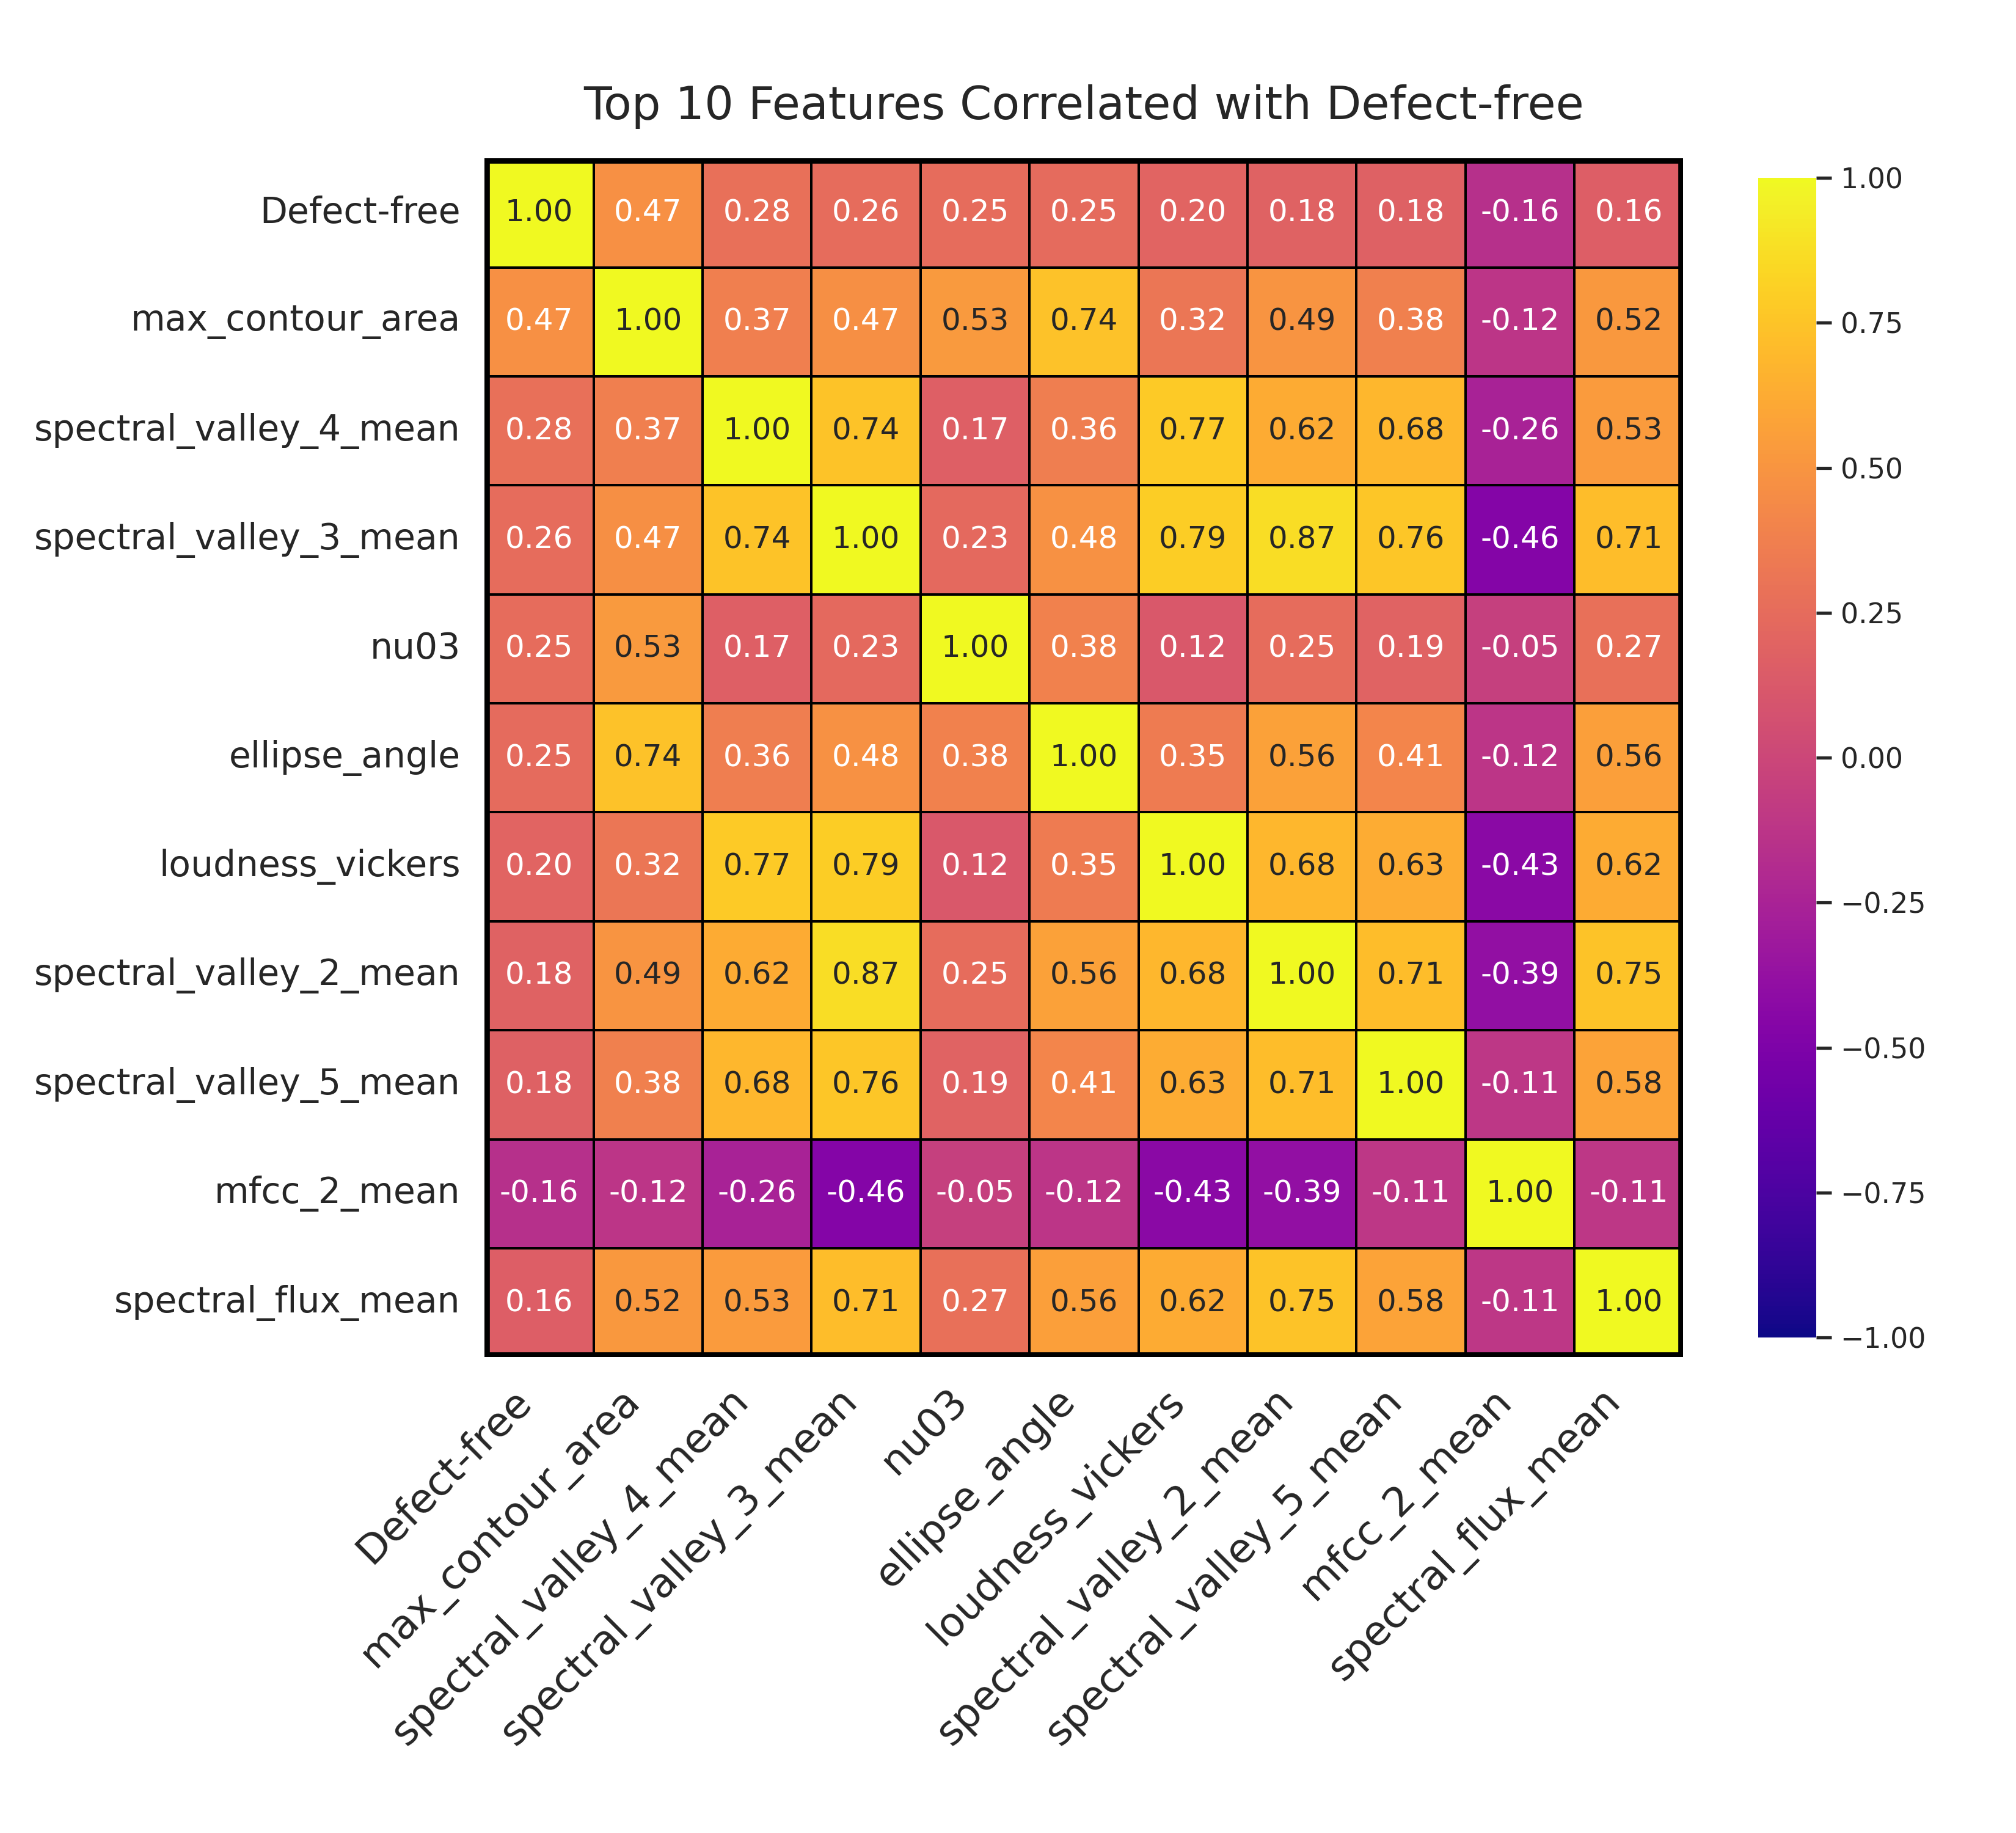 Top 10 Features Correlated with Defect-free
Defect-free 1.00 0.47 0.28 0.26 0.25 0.25 0.20 0.18 0.18 -0.16 0.16
max_contour_area 0.47 1.00 0.37 0.47 0.53 0.74 0.32 0.49 0.38 -0.12 0.52
spectral_valley_4_mean 0.28 0.37 1.00 0.74 0.17 0.36 0.77 0.62 0.68 -0.26 0.53
spectral_valley_3_mean 0.26 0.47 0.74 1.00 0.23 0.48 0.79 0.87 0.76 -0.46 0.71
nu03 0.25 0.53 0.17 0.23 1.00 0.38 0.12 0.25 0.19 -0.05 0.27
ellipse_angle 0.25 0.74 0.36 0.48 0.38 1.00 0.35 0.56 0.41 -0.12 0.56
loudness_vickers 0.20 0.32 0.77 0.79 0.12 0.35 1.00 0.68 0.63 -0.43 0.62
spectral_valley_2_mean 0.18 0.49 0.62 0.87 0.25 0.56 0.68 1.00 0.71 -0.39 0.75
spectral_valley_5_mean 0.18 0.38 0.68 0.76 0.19 0.41 0.63 0.71 1.00 -0.11 0.58
mfcc_2_mean -0.16 -0.12 -0.26 -0.46 -0.05 -0.12 -0.43 -0.39 -0.11 1.00 -0.11
spectral_flux_mean 0.16 0.52 0.53 0.71 0.27 0.56 0.62 0.75 0.58 -0.11 1.00
Defect-free
max_contour_area
spectral_valley_4_mean
spectral_valley_3_mean
nu03
ellipse_angle
loudness_vickers
spectral_valley_2_mean
spectral_valley_5_mean
mfcc_2_mean
spectral_flux_mean
1.00
0.75
0.50
0.25
0.00
−0.25
−0.50
−0.75
−1.00